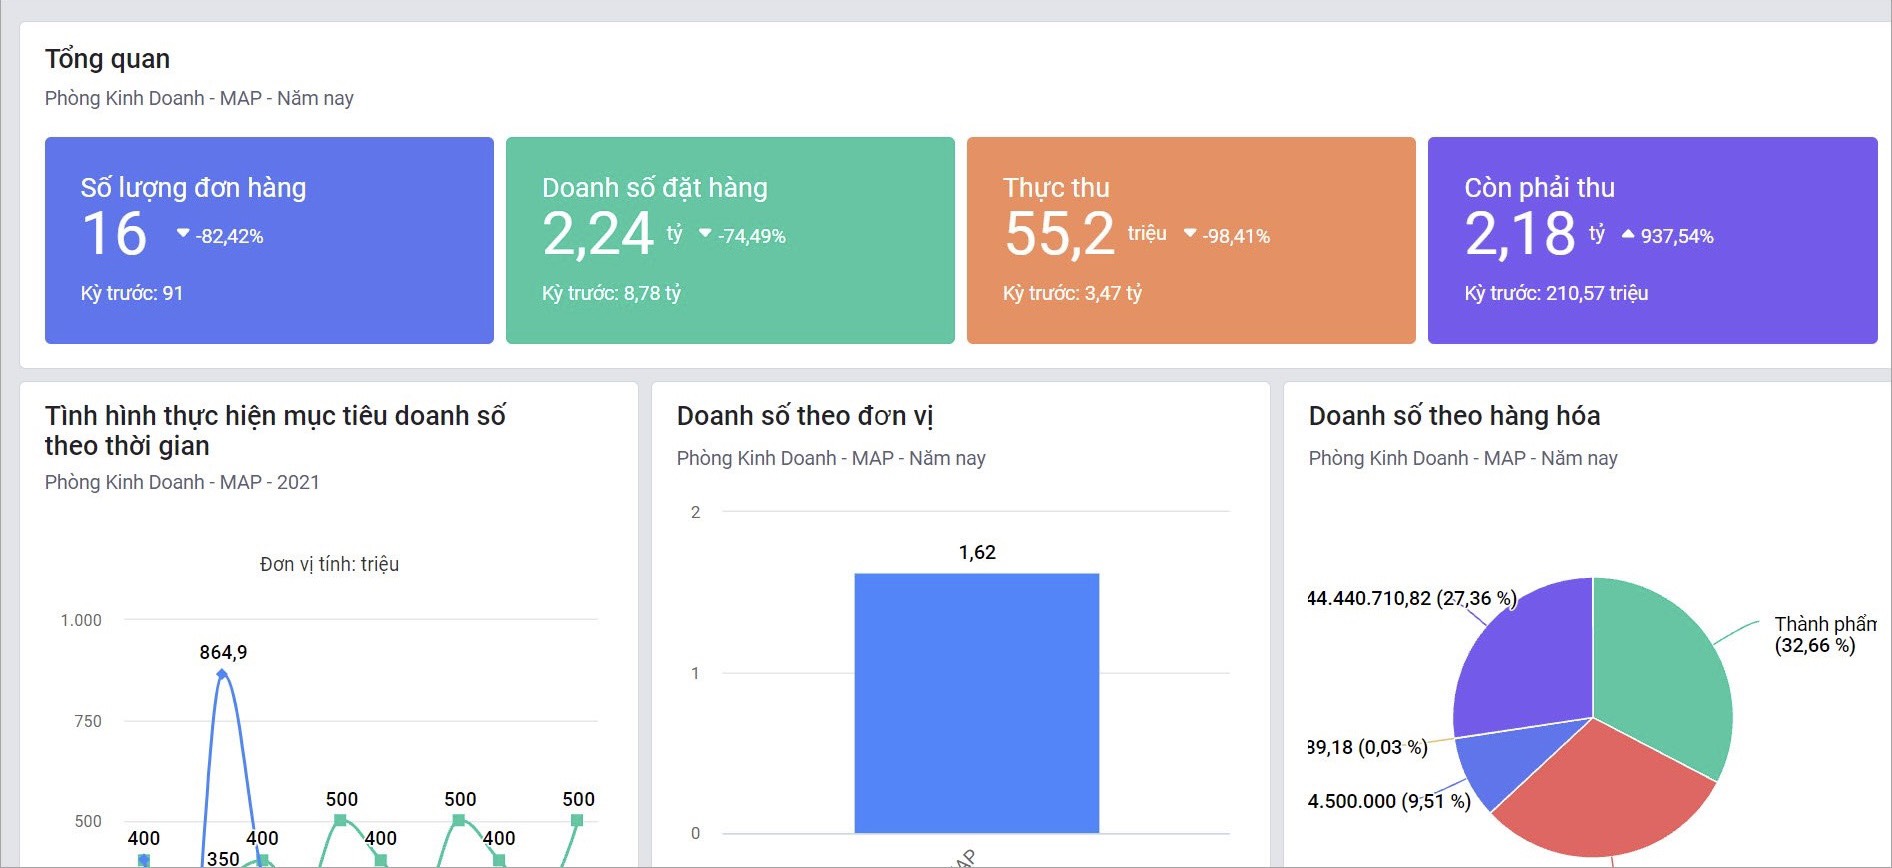 Tổng quan
Phòng Kinh Doanh - MAP - Năm nay
Số lượng đơn hàng
16 -82,42%
Kỳ trước: 91
Doanh số đặt hàng
2,24 tỷ -74,49%
Kỳ trước: 8,78 tỷ
Thực thu
55,2 triệu -98,41%
Kỳ trước: 3,47 tỷ
Còn phải thu
2,18 tỷ 937,54%
Kỳ trước: 210,57 triệu
Tình hình thực hiện mục tiêu doanh số
theo thời gian
Phòng Kinh Doanh - MAP - 2021
Đơn vị tính: triệu
1.000
864,9
750
500 500 500
500
400 400 400 400
350
Doanh số theo đơn vị
Phòng Kinh Doanh - MAP - Năm nay
2
1,62
1
0
Doanh số theo hàng hóa
Phòng Kinh Doanh - MAP - Năm nay
44.440.710,82 (27,36 %)
Thành phẩm
(32,66 %)
39,18 (0,03 %)
4.500.000 (9,51 %)